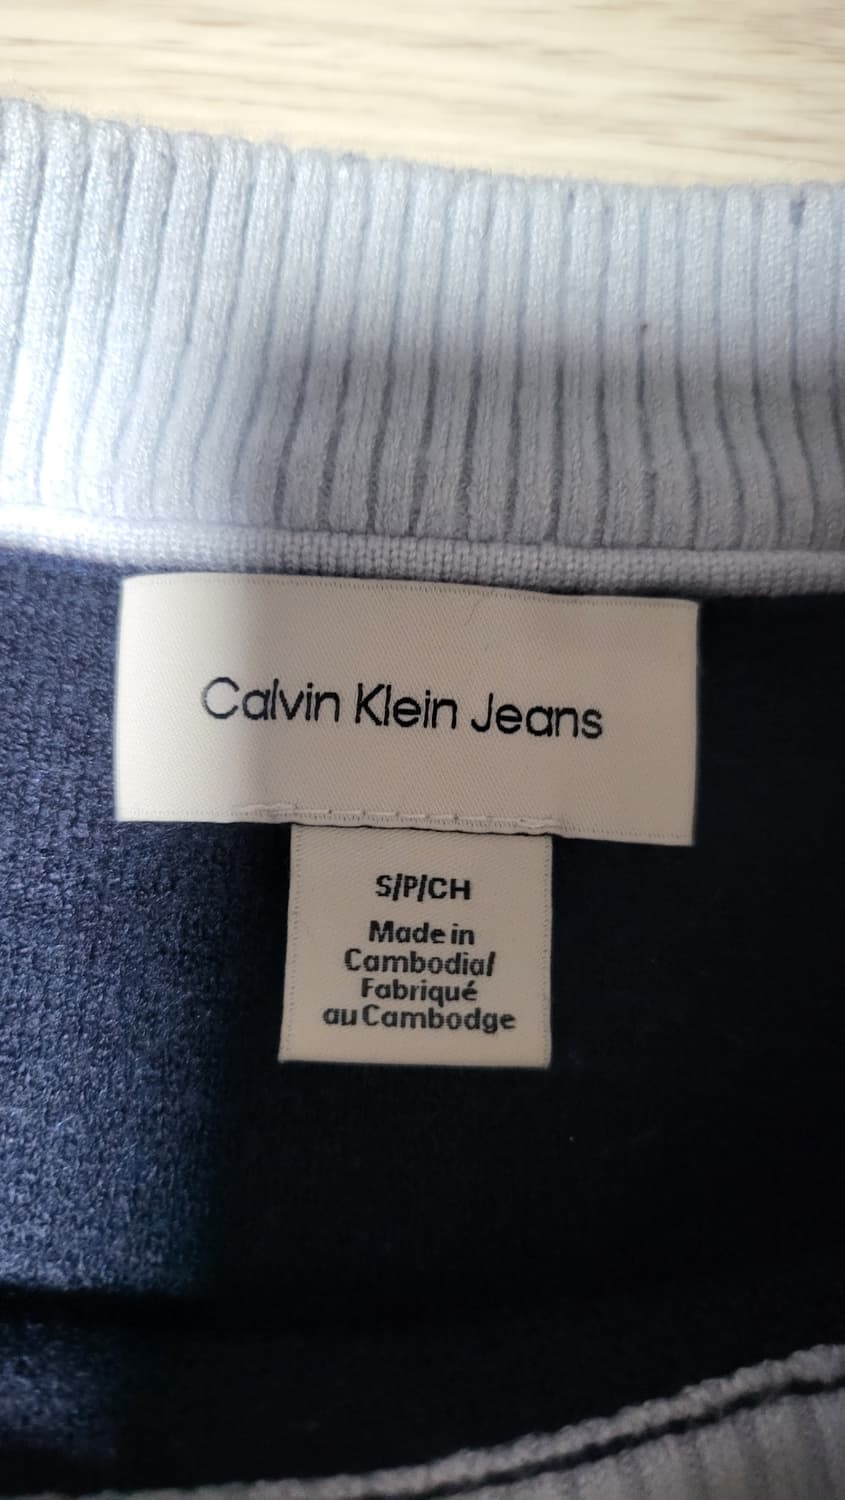 Calvin Klein Jeans
S/P/CH
Made in
Cambodia/
Fabriqué
au Cambodge